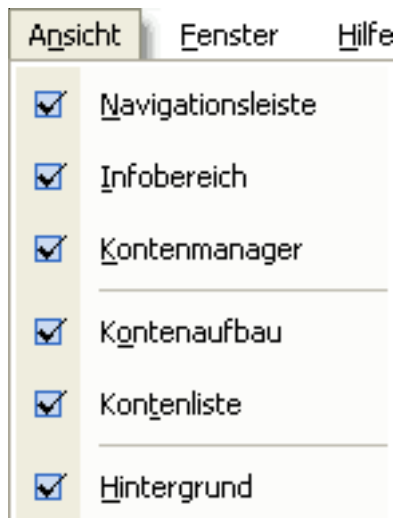 Ansicht Fenster Hilfe
Navigationsleiste
Infobereich
Kontenmanager
Kontenaufbau
Kontenliste
Hintergrund